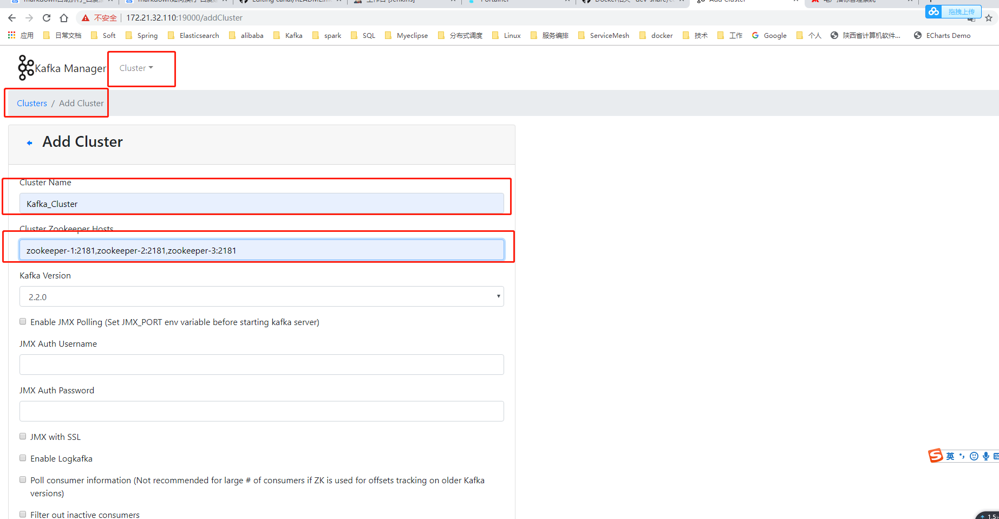 Editing canal/README.m
Portainer
Add Cluster
拖拽上传
不安全 172.21.32.110:19000/addCluster
应用 日常文档 Soft Spring Elasticsearch alibaba Kafka spark SQL Myeclipse 分布式调度 Linux 服务编排 ServiceMesh docker 技术 工作 Google 个人 陕西省计算机软件... ECharts Demo
Kafka Manager Cluster
Clusters / Add Cluster
Add Cluster
Cluster Name
Kafka_Cluster
Cluster Zookeeper Hosts
zookeeper-1:2181,zookeeper-2:2181,zookeeper-3:2181
Kafka Version
2.2.0
Enable JMX Polling (Set JMX_PORT env variable before starting kafka server)
JMX Auth Username
JMX Auth Password
JMX with SSL
Enable Logkafka
英
Poll consumer information (Not recommended for large # of consumers if ZK is used for offsets tracking on older Kafka
versions)
Filter out inactive consumers